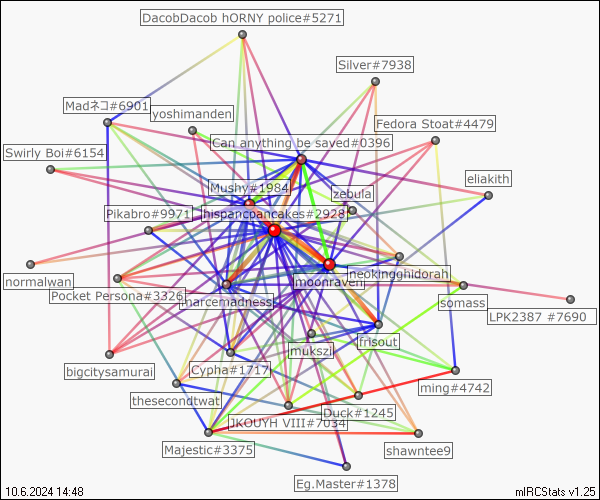 DacobDacob hORNY police#5271
Silver#7938
Madネコ#6901
yoshimanden
Fedora Stoat#4479
Can anything be saved#0396
Swirly Boi#6154
eliakith
Mushy#1984
zebula
Pikabro#9971
hispancpancakes#2928
neokingghidorah
normalwan
moonraven
Pocket Persona#3326
marcemadness
somass
LPK2387 #7690
frisout
mukszi
bigcitysamurai
Cypha#1717
ming#4742
thesecondtwat
Duck#1245
JKOUYH VIII#7034
Majestic#3375
shawntee9
Eg.Master#1378
10.6.2024 14:48
mIRCStats v1.25